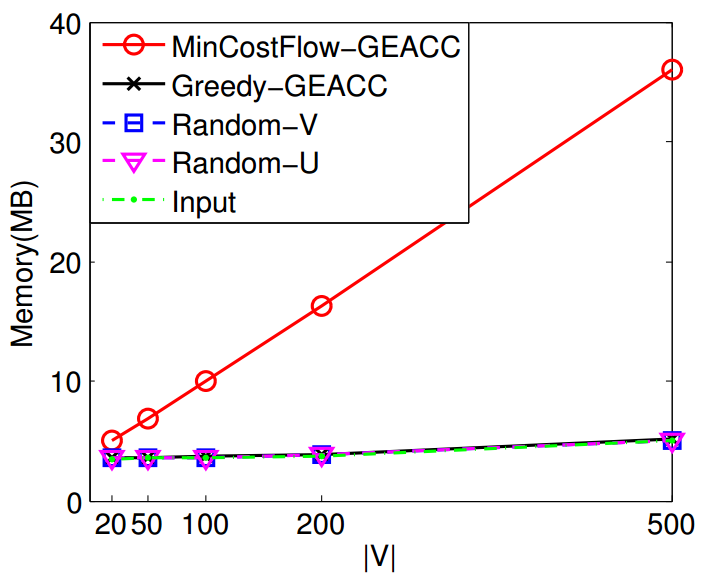 40
30
20
10
0
Memory(MB)
MinCostFlow−GEACC
Greedy−GEACC
Random−V
Random−U
Input
20 50 100 200 500
|V|